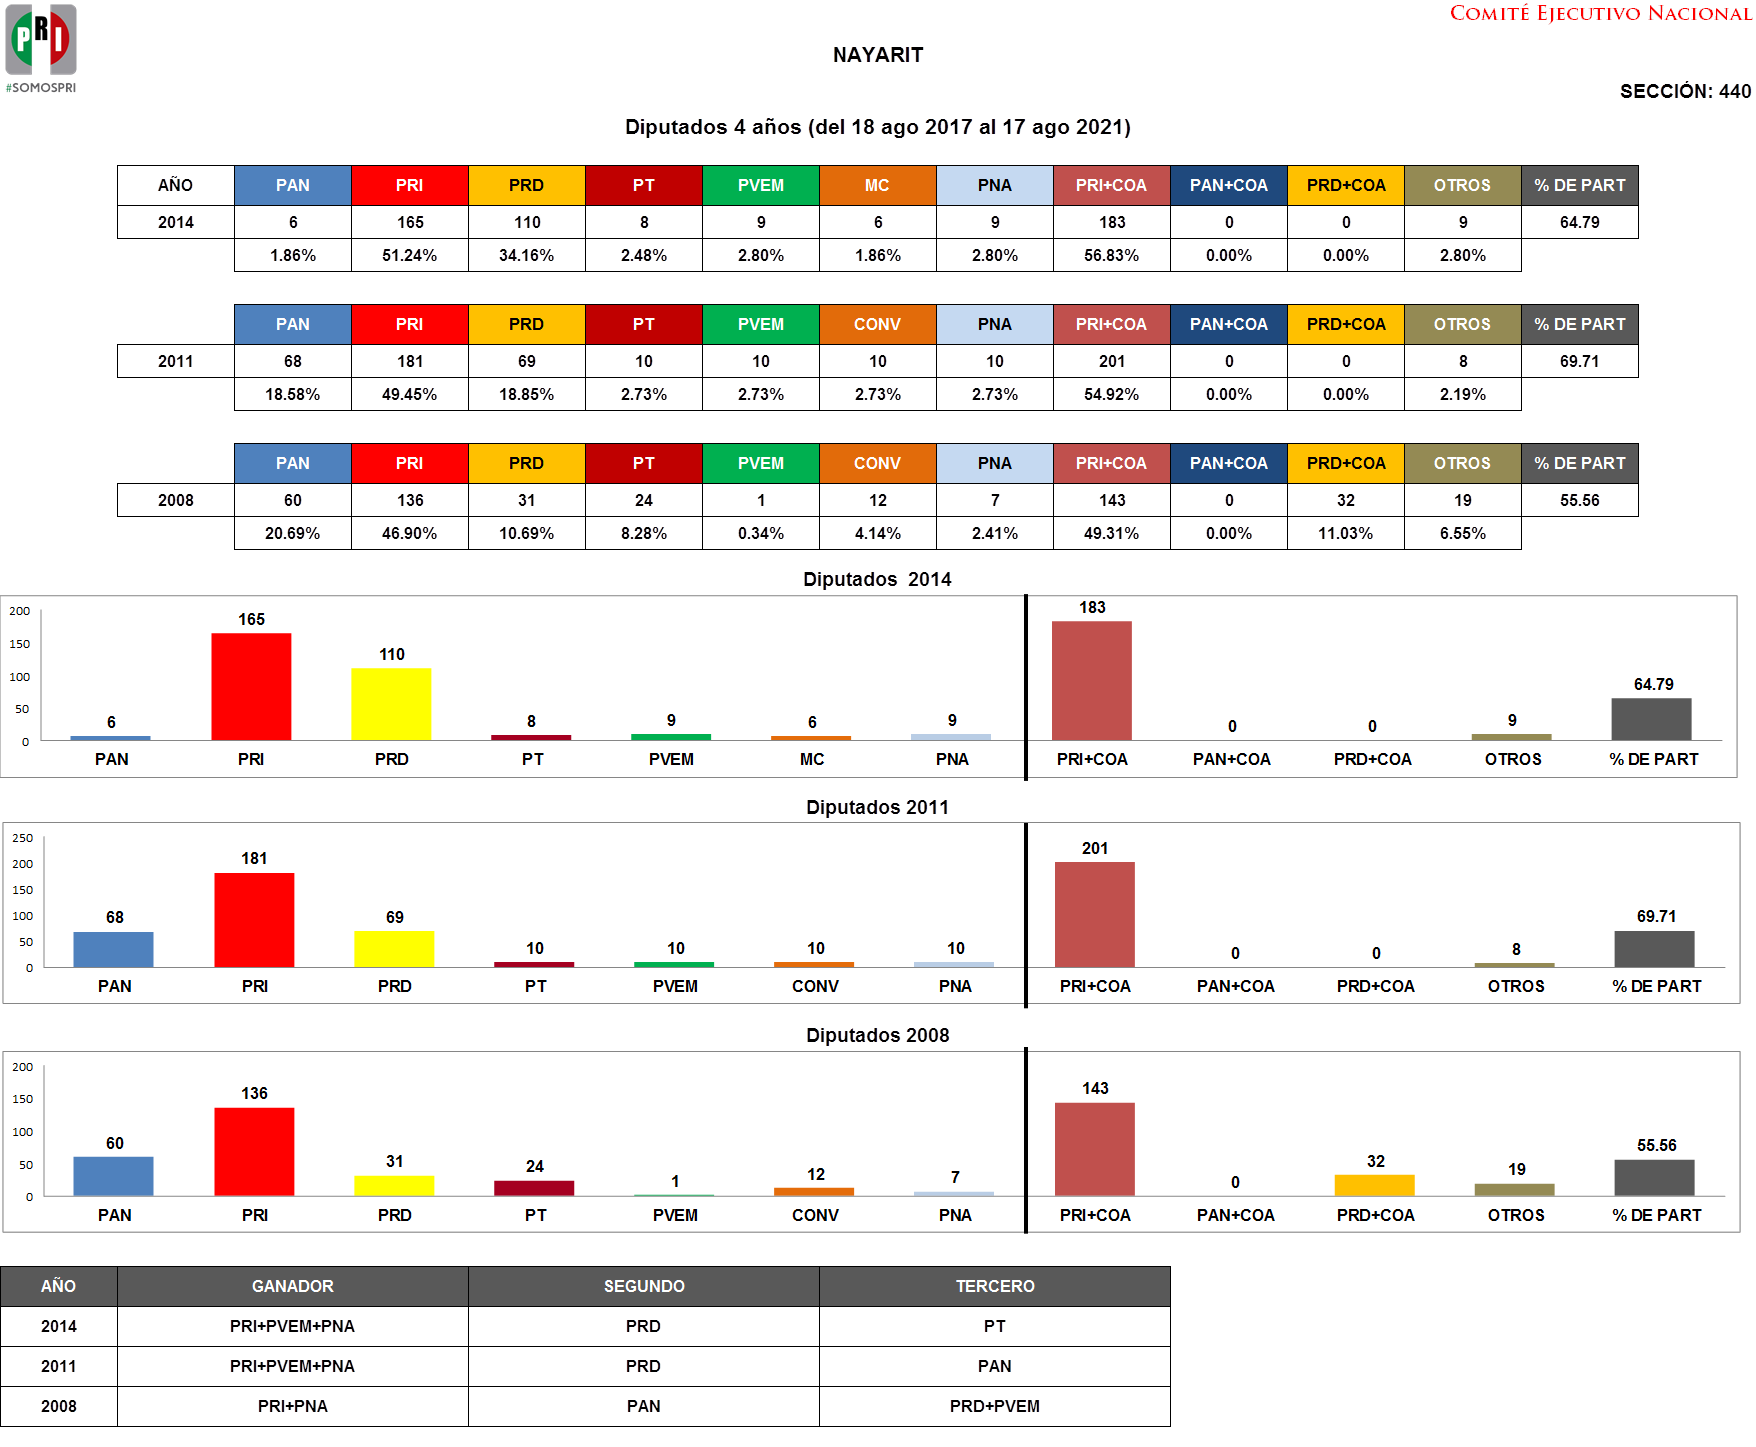 PRI
#SOMOSPRI
COMITÉ EJECUTIVO NACIONAL
NAYARIT
SECCIÓN: 440
Diputados 4 años (del 18 ago 2017 al 17 ago 2021)
AÑO PAN PRI PRD PT PVEM MC PNA PRI+COA PAN+COA PRD+COA OTROS % DE PART
2014 6 165 110 8 9 6 9 183 0 0 9 64.79
1.86% 51.24% 34.16% 2.48% 2.80% 1.86% 2.80% 56.83% 0.00% 0.00% 2.80%
PAN PRI PRD PT PVEM CONV PNA PRI+COA PAN+COA PRD+COA OTROS % DE PART
2011 68 181 69 10 10 10 10 201 0 0 8 69.71
18.58% 49.45% 18.85% 2.73% 2.73% 2.73% 2.73% 54.92% 0.00% 0.00% 2.19%
PAN PRI PRD PT PVEM CONV PNA PRI+COA PAN+COA PRD+COA OTROS % DE PART
2008 60 136 31 24 1 12 7 143 0 32 19 55.56
20.69% 46.90% 10.69% 8.28% 0.34% 4.14% 2.41% 49.31% 0.00% 11.03% 6.55%
Diputados 2014
200
150
100
50
0
6 165 110 8 9 6 9 183 0 0 9 64.79
PAN PRI PRD PT PVEM MC PNA PRI+COA PAN+COA PRD+COA OTROS % DE PART
Diputados 2011
250
200
150
100
50
0
68 181 69 10 10 10 10 201 0 0 8 69.71
PAN PRI PRD PT PVEM CONV PNA PRI+COA PAN+COA PRD+COA OTROS % DE PART
Diputados 2008
200
150
100
50
0
60 136 31 24 1 12 7 143 0 32 19 55.56
PAN PRI PRD PT PVEM CONV PNA PRI+COA PAN+COA PRD+COA OTROS % DE PART
AÑO GANADOR SEGUNDO TERCERO
2014 PRI+PVEM+PNA PRD PT
2011 PRI+PVEM+PNA PRD PAN
2008 PRI+PNA PAN PRD+PVEM